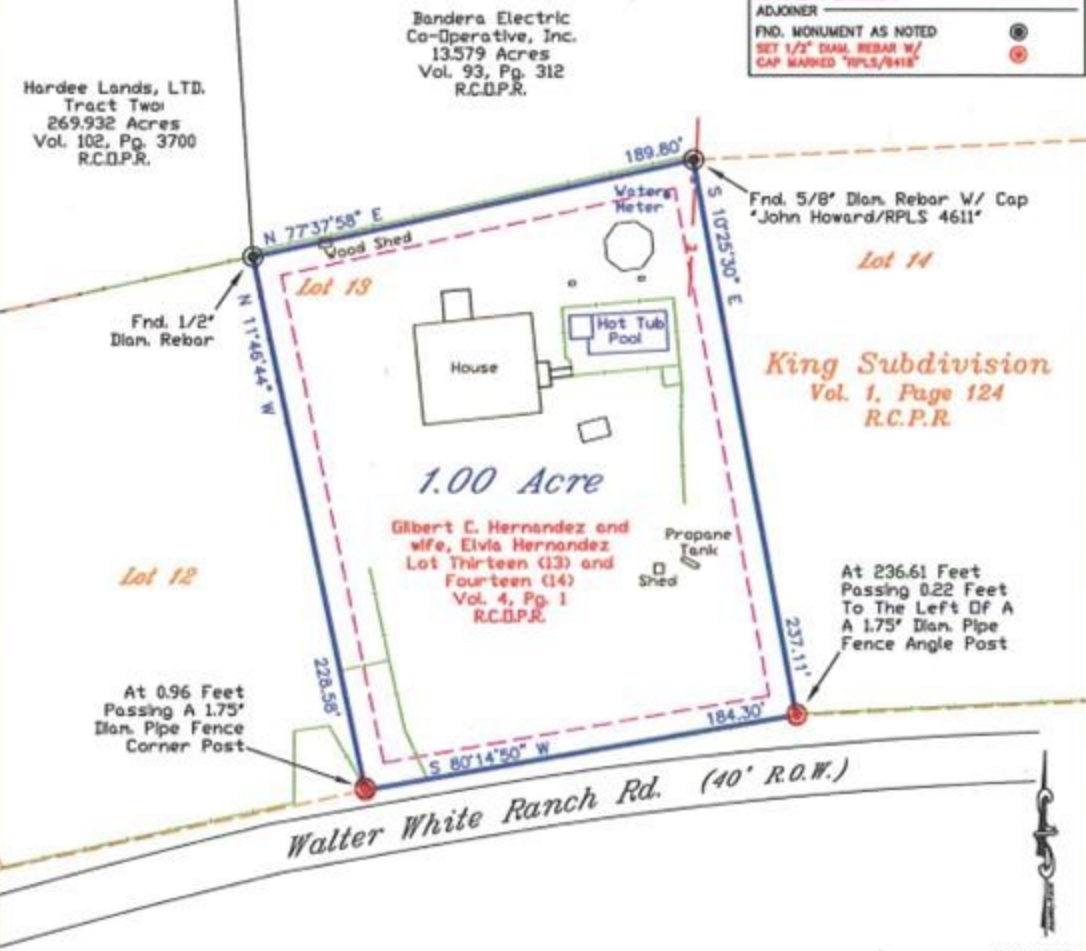 ADJOINER
FND. MONUMENT AS NOTED
SET 1/2" DIAM. REBAR W/
CAP MARKED "RPLS/6418"
Bandera Electric
Co-Operative, Inc.
13.579 Acres
Vol. 93, Pg. 312
R.C.O.P.R.
Hardee Lands, LTD.
Tract Two
269.932 Acres
Vol. 102, Pg. 3700
R.C.O.P.R.
189.80'
N 77°37'58" E
Water
Meter
Wood Shed
Fnd. 5/8" Diam. Rebar W/ Cap
"John Howard/RPLS 4611"
S 10°25'30" E
Lot 13
Lot 14
Fnd. 1/2"
Diam. Rebar
N 11°46'44" W
Hot Tub
Pool
House
King Subdivision
Vol. 1, Page 124
R.C.P.R.
1.00 Acre
Gilbert C. Hernandez and
wife, Elvia Hernandez
Lot Thirteen (13) and
Fourteen (14)
Vol. 4, Pg. 1
R.C.O.P.R.
Propane
Tank
Shed
Lot 12
At 236.61 Feet
Passing 0.22 Feet
To The Left Of A
A 1.75" Diam. Pipe
Fence Angle Post
237.11'
228.58'
At 0.96 Feet
Passing A 1.75"
Diam. Pipe Fence
Corner Post
184.30'
S 80°14'50" W
Walter White Ranch Rd. (40' R.O.W.)